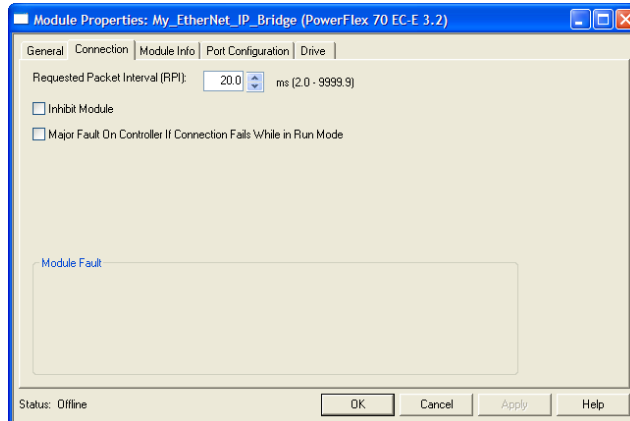 Module Properties: My_EtherNet_IP_Bridge (PowerFlex 70 EC-E 3.2)
General Connection Module Info Port Configuration Drive
Requested Packet Interval (RPI): 20.0 ms (2.0 - 9999.9)
Inhibit Module
Major Fault On Controller If Connection Fails While in Run Mode
Module Fault
Status: Offline OK Cancel Apply Help